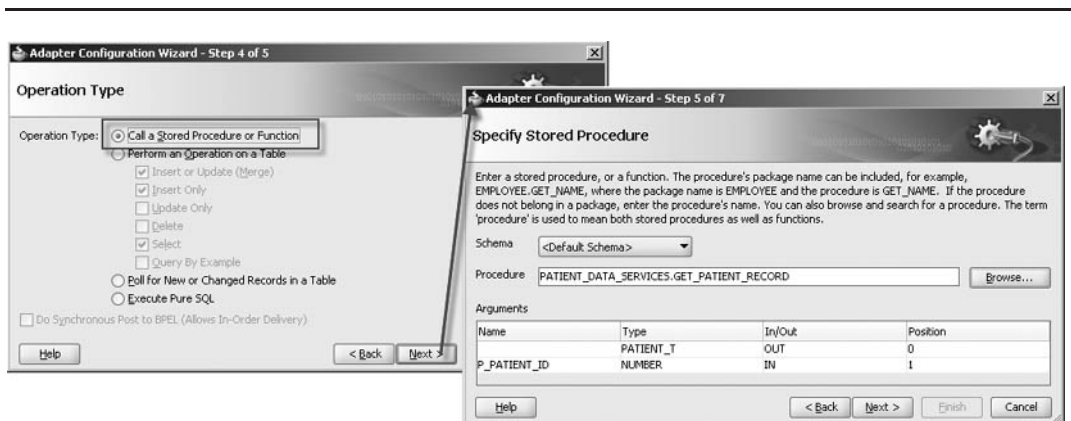 Adapter Configuration Wizard - Step 4 of 5
Operation Type
Operation Type: Call a Stored Procedure or Function
Perform an Operation on a Table
Insert or Update (Merge)
Insert Only
Update Only
Delete
Select
Query By Example
Poll for New or Changed Records in a Table
Execute Pure SQL
Do Synchronous Post to BPEL (Allows In-Order Delivery)
Help < Back Next >
Adapter Configuration Wizard - Step 5 of 7
Specify Stored Procedure
Enter a stored procedure, or a function. The procedure's package name can be included, for example,
EMPLOYEE.GET_NAME, where the package name is EMPLOYEE and the procedure is GET_NAME. If the procedure
does not belong in a package, enter the procedure's name. You can also browse and search for a procedure. The term
'procedure' is used to mean both stored procedures as well as functions.
Schema <Default Schema>
Procedure PATIENT_DATA_SERVICES.GET_PATIENT_RECORD Browse...
Arguments
Name Type In/Out Position
PATIENT_T OUT 0
P_PATIENT_ID NUMBER IN 1
Help < Back Next > Finish Cancel